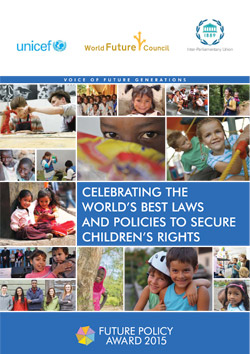 unicef
World Future Council
Inter-Parliamentary Union
VOICE OF FUTURE GENERATIONS
CELEBRATING THE
WORLD'S BEST LAWS
AND POLICIES TO SECURE
CHILDREN'S RIGHTS
FUTURE POLICY
AWARD 2015